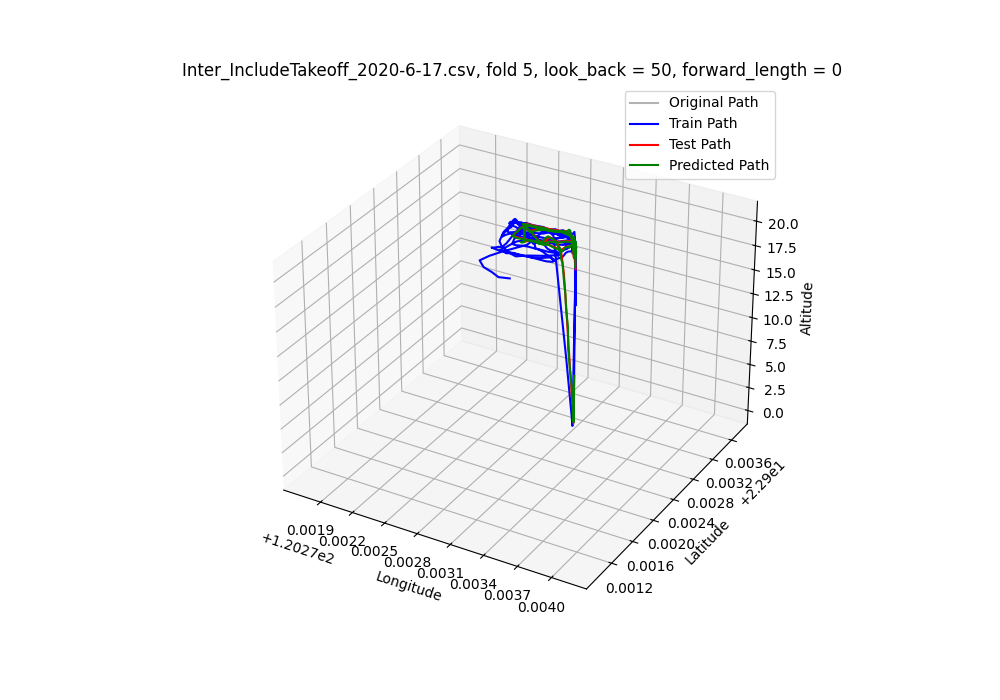 Inter_IncludeTakeoff_2020-6-17.csv, fold 5, look_back = 50, forward_length = 0
Original Path
Train Path
Test Path
Predicted Path
20.0
17.5
15.0
12.5
10.0
7.5
5.0
2.5
0.0
Altitude
0.0036
0.0032
0.0028
0.0024
0.0020
0.0016
0.0012
+2.29e1
Latitude
0.0019
0.0022
0.0025
0.0028
0.0031
0.0034
0.0037
0.0040
+1.2027e2
Longitude